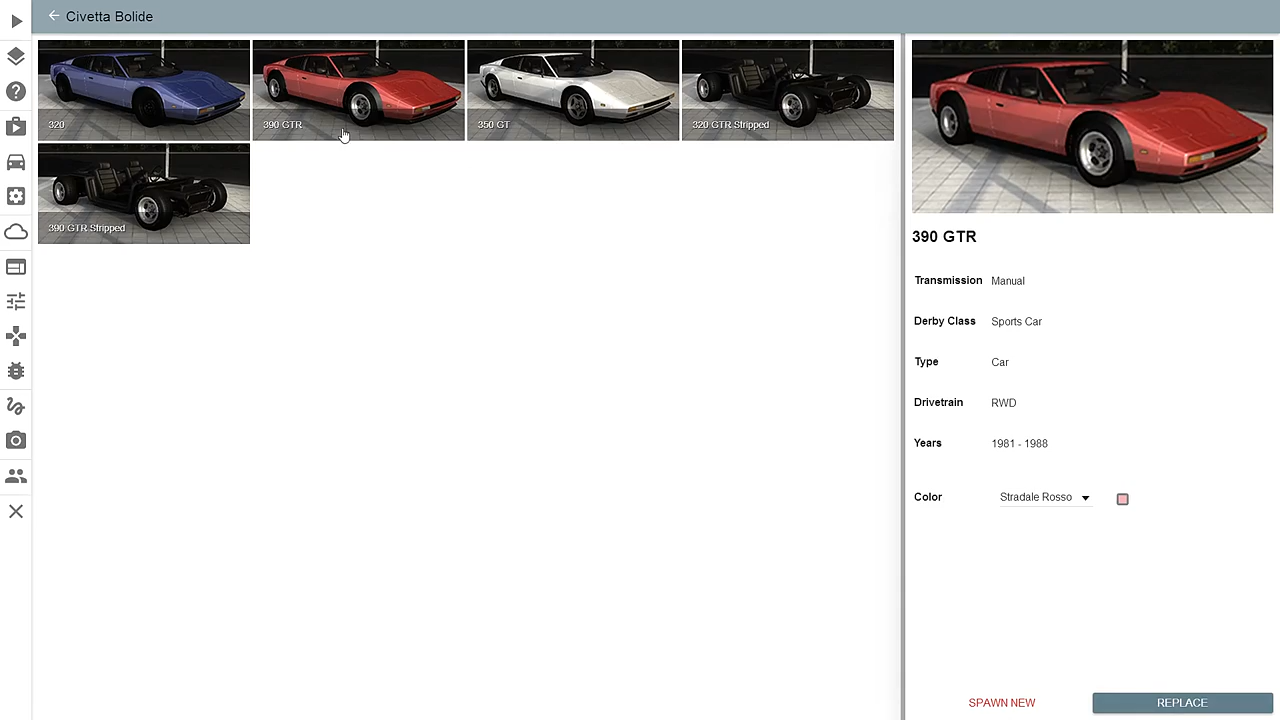 Civetta Bolide
320
390 GTR
350 GT
320 GTR Stripped
390 GTR Stripped
390 GTR
Transmission Manual
Derby Class Sports Car
Type Car
Drivetrain RWD
Years 1981 - 1988
Color Stradale Rosso
SPAWN NEW
REPLACE